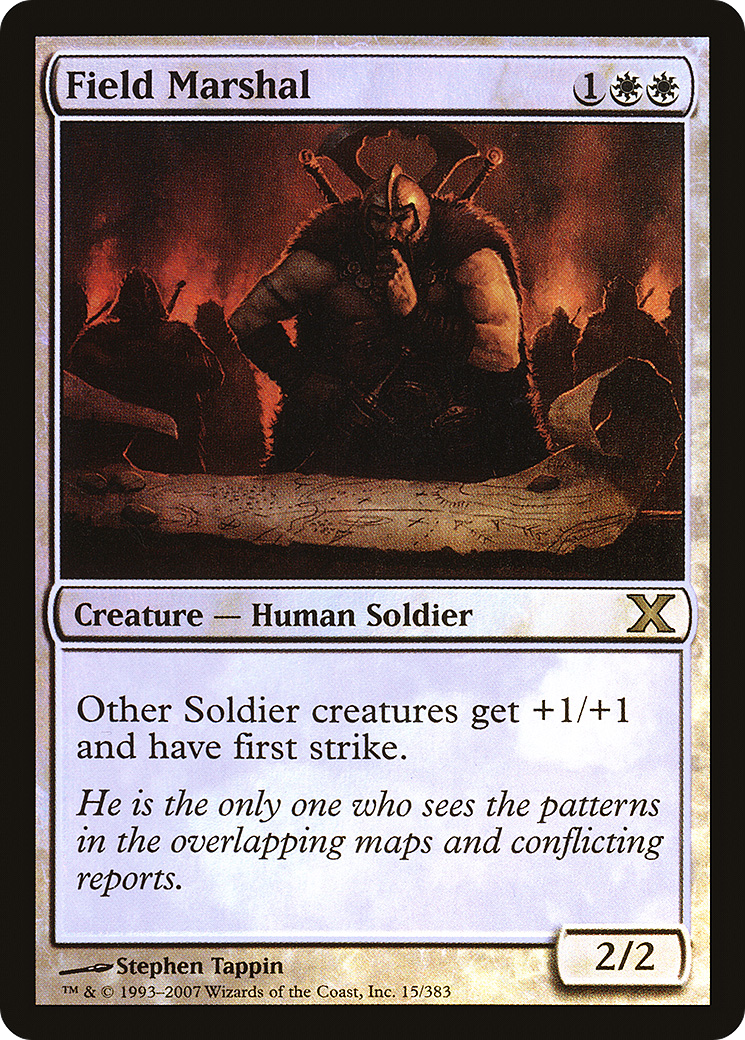 Field Marshal 1
Creature — Human Soldier X
Other Soldier creatures get +1/+1
and have first strike.
He is the only one who sees the patterns
in the overlapping maps and conflicting
reports.
2/2
Stephen Tappin
™ & © 1993–2007 Wizards of the Coast, Inc. 15/383